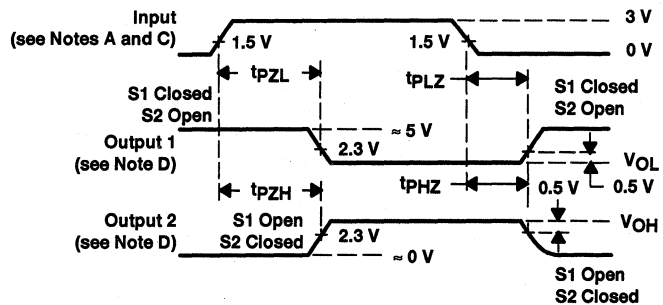 Input
(see Notes A and C)
3 V
1.5 V
1.5 V
0 V
tPZL
tPLZ
S1 Closed
S2 Open
S1 Closed
S2 Open
≈ 5 V
Output 1
(see Note D)
2.3 V
VOL
tPZH
tPHZ
0.5 V
0.5 V
Output 2
(see Note D)
S1 Open
S2 Closed
2.3 V
VOH
≈ 0 V
S1 Open
S2 Closed